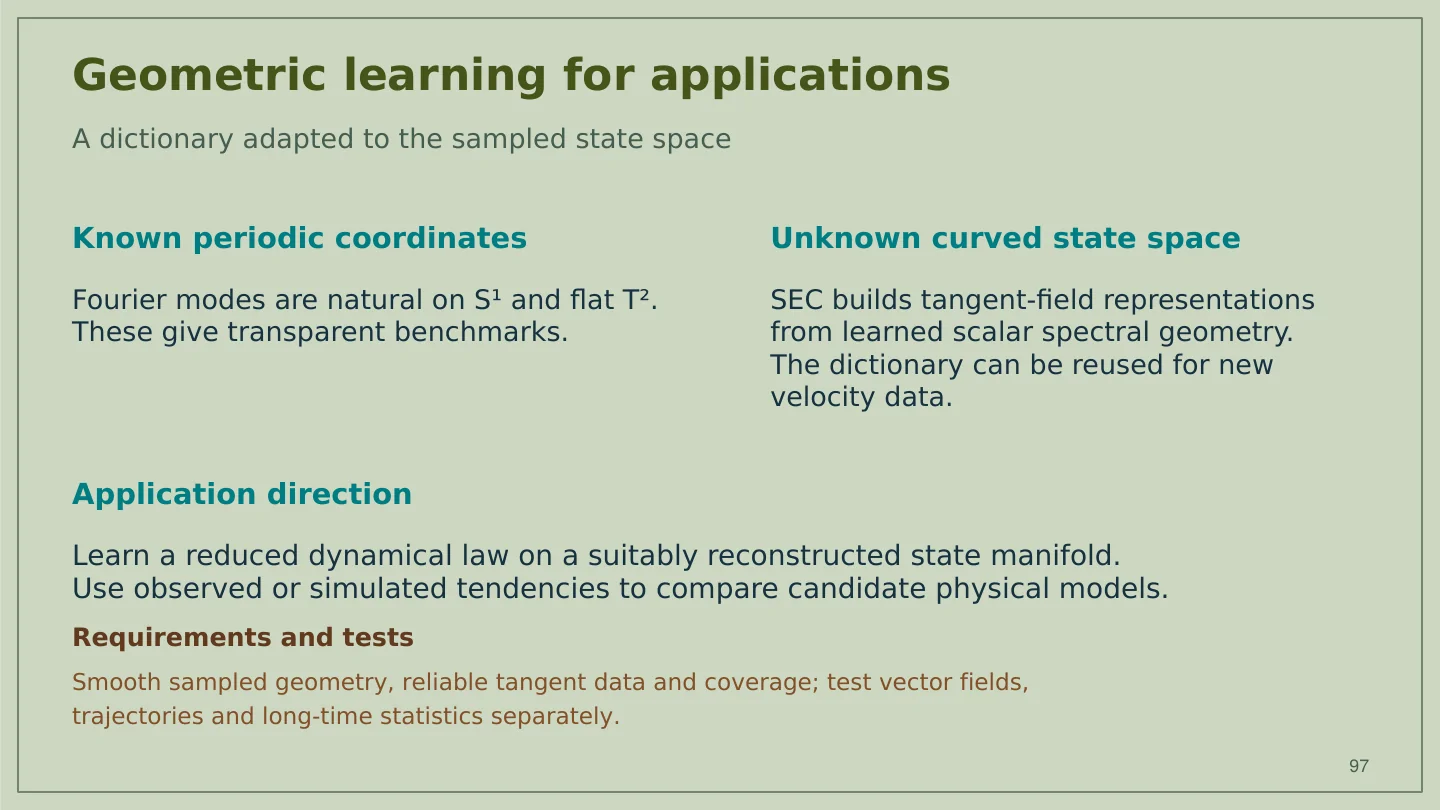 Geometric learning for applications
A dictionary adapted to the sampled state space
Known periodic coordinates
Fourier modes are natural on S¹ and flat T².
These give transparent benchmarks.
Unknown curved state space
SEC builds tangent-field representations
from learned scalar spectral geometry.
The dictionary can be reused for new
velocity data.
Application direction
Learn a reduced dynamical law on a suitably reconstructed state manifold.
Use observed or simulated tendencies to compare candidate physical models.
Requirements and tests
Smooth sampled geometry, reliable tangent data and coverage; test vector fields,
trajectories and long-time statistics separately.
97